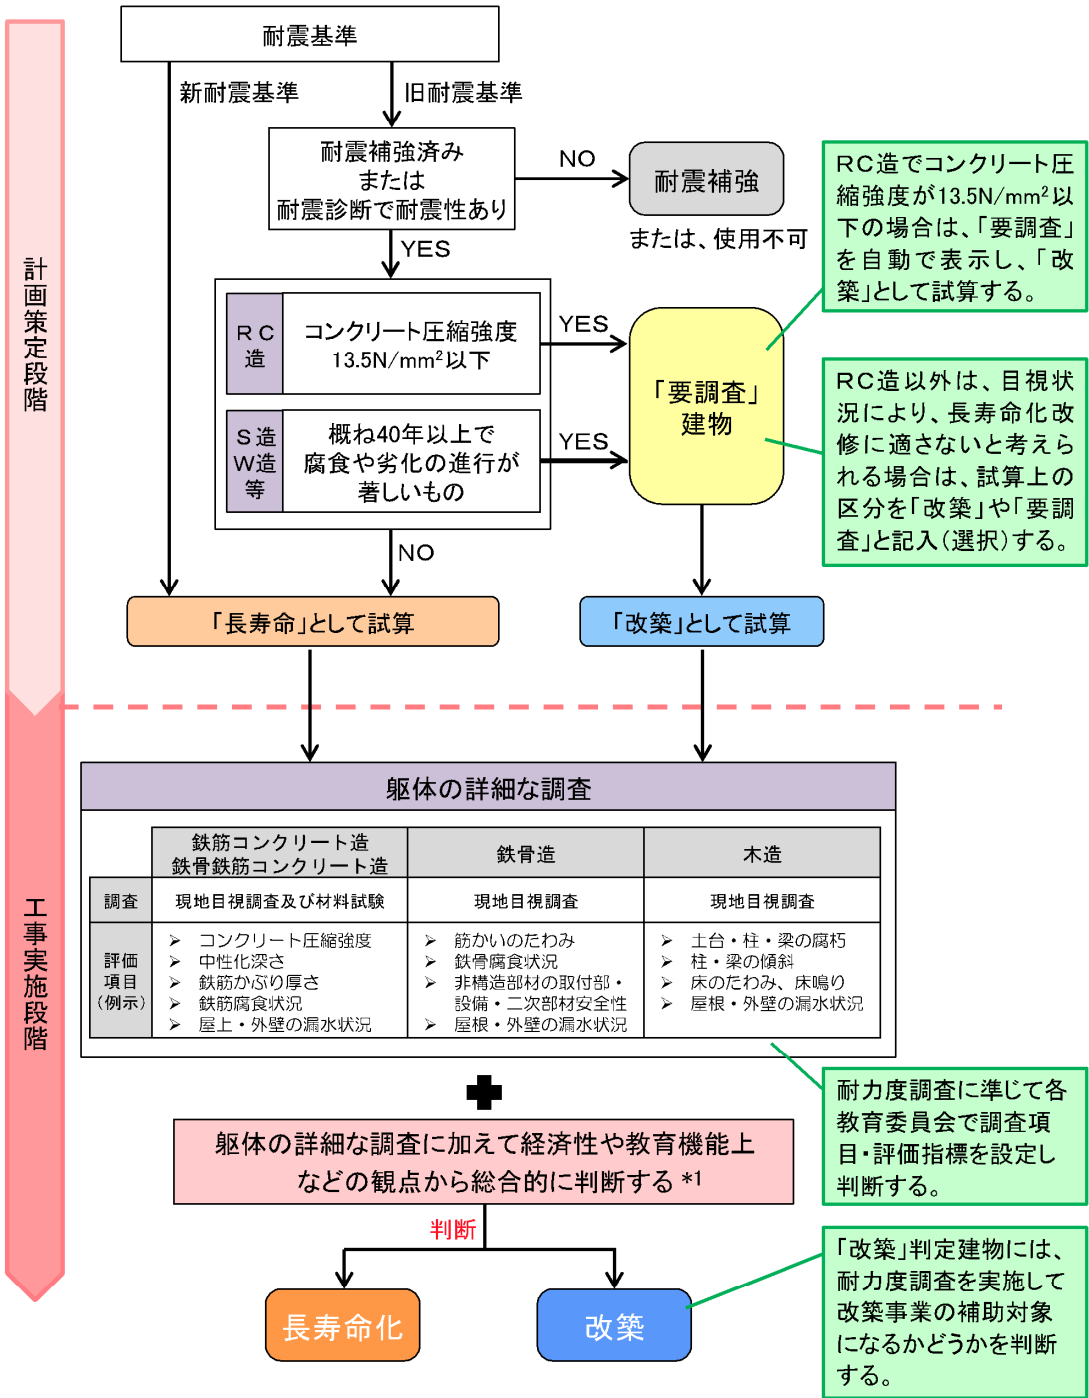 耐震基準
新耐震基準
旧耐震基準
耐震補強済み
または
耐震診断で耐震性あり
NO
耐震補強
または、使用不可
YES
計画策定段階
RC
造
コンクリート圧縮強度
13.5N/mm²以下
YES
S造
W造
等
概ね40年以上で
腐食や劣化の進行が
著しいもの
YES
「要調査」
建物
NO
「長寿命」として試算
「改築」として試算
RC造でコンクリート圧
縮強度が13.5N/mm²以
下の場合は、「要調査」
を自動で表示し、「改
築」として試算する。
RC造以外は、目視状
況により、長寿命化改
修に適さないと考えら
れる場合は、試算上の
区分を「改築」や「要調
査」と記入(選択)する。
工事実施段階
躯体の詳細な調査
鉄筋コンクリート造
鉄骨鉄筋コンクリート造
鉄骨造
木造
調査
現地目視調査及び材料試験
現地目視調査
現地目視調査
評価
項目
(例示)
➢ コンクリート圧縮強度
➢ 中性化深さ
➢ 鉄筋かぶり厚さ
➢ 鉄筋腐食状況
➢ 屋上・外壁の漏水状況
➢ 筋かいのたわみ
➢ 鉄骨腐食状況
➢ 非構造部材の取付部・
設備・二次部材安全性
➢ 屋根・外壁の漏水状況
➢ 土台・柱・梁の腐朽
➢ 柱・梁の傾斜
➢ 床のたわみ、床鳴り
➢ 屋根・外壁の漏水状況
耐力度調査に準じて各
教育委員会で調査項
目・評価指標を設定し
判断する。
躯体の詳細な調査に加えて経済性や教育機能上
などの観点から総合的に判断する *1
判断
長寿命化
改築
「改築」判定建物には、
耐力度調査を実施して
改築事業の補助対象
になるかどうかを判断
する。